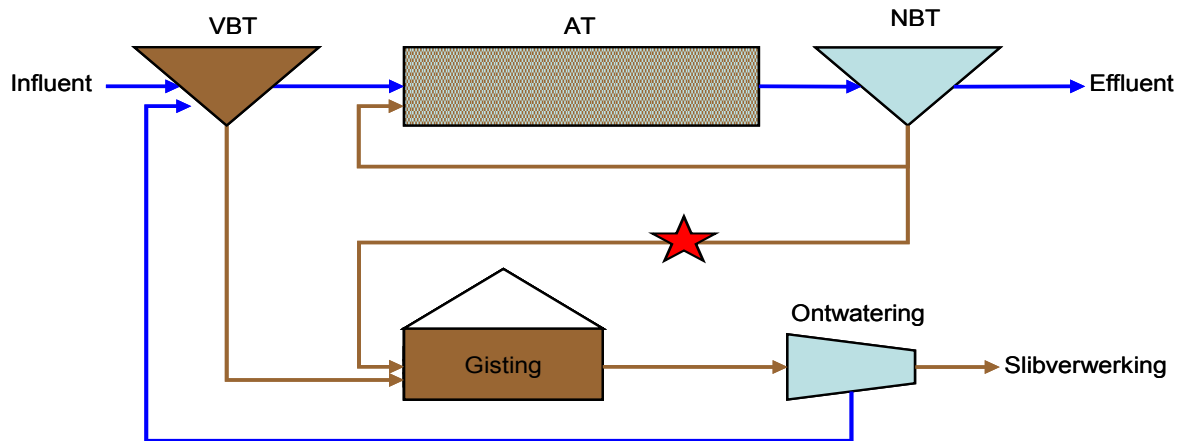 VBT
AT
NBT
Influent
Effluent
Ontwatering
Gisting
Slibverwerking